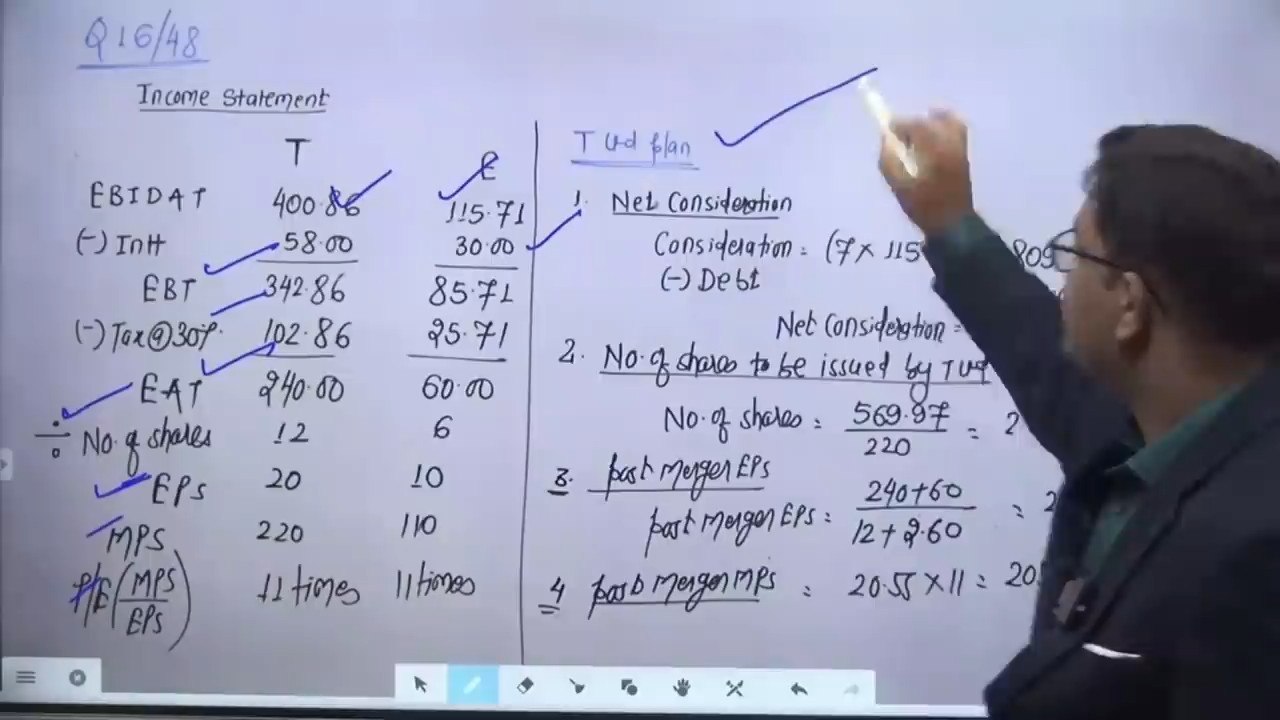 Q16/48
Income Statement
T E
EBIDAT 400.86 115.71
(-) Intt 58.00 30.00
EBT 342.86 85.71
(-) Tax@30% 102.86 25.71
EAT 240.00 60.00
÷ No. of shares 12 6
EPS 20 10
MPS 220 110
P/E (MPS/EPS) 11 times 11 times
T Ltd plan
1. Net Consideration
Consideration = (7 × 115 809
(-) Debt
Net Consideration =
2. No. of shares to be issued by T Ltd
No. of shares = 569.97 / 220 = 2
3. post Merger EPS
post Merger EPS = 240+60 / 12+2.60 = 2
4 post Merger MPS = 20.55 × 11 = 20